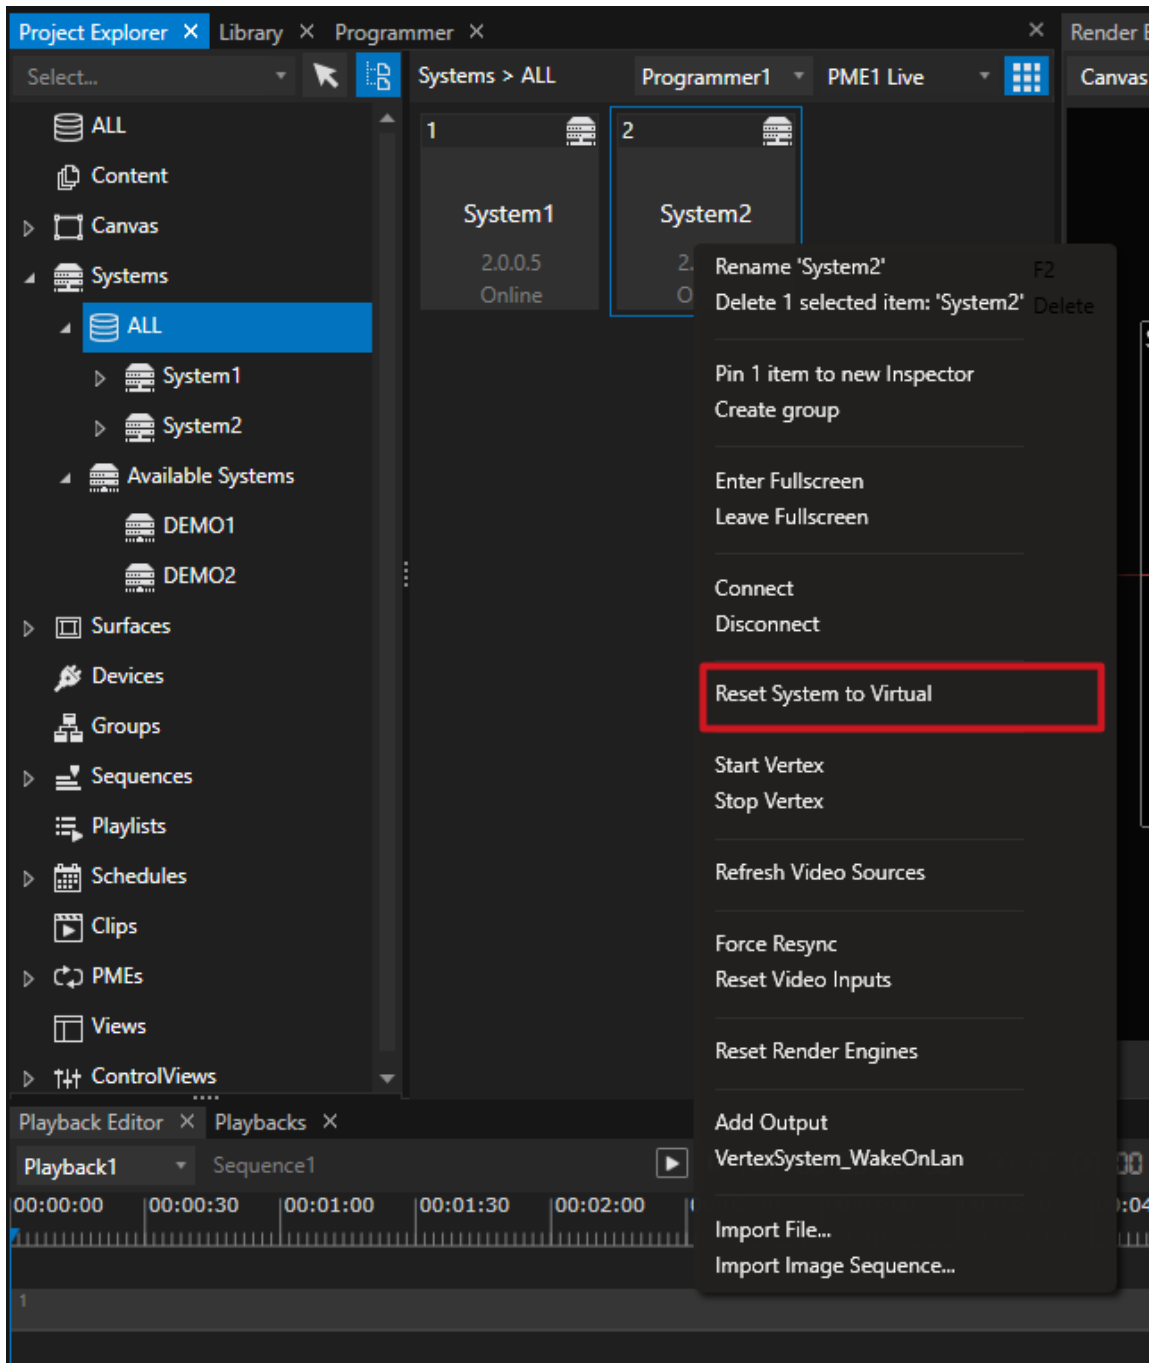 Project Explorer × Library × Programmer ×
Render
Select...
Systems > ALL
Programmer1
PME1 Live
Canvas
ALL
Content
Canvas
Systems
ALL
System1
System2
Available Systems
DEMO1
DEMO2
Surfaces
Devices
Groups
Sequences
Playlists
Schedules
Clips
PMEs
Views
ControlViews
1
System1
2.0.0.5
Online
2
System2
2.
O
Rename 'System2' F2
Delete 1 selected item: 'System2' Delete
Pin 1 item to new Inspector
Create group
Enter Fullscreen
Leave Fullscreen
Connect
Disconnect
Reset System to Virtual
Start Vertex
Stop Vertex
Refresh Video Sources
Force Resync
Reset Video Inputs
Reset Render Engines
Add Output
VertexSystem_WakeOnLan
Import File...
Import Image Sequence...
Playback Editor × Playbacks ×
Playback1
Sequence1
00:00:00 00:00:30 00:01:00 00:01:30 00:02:00 :04
1